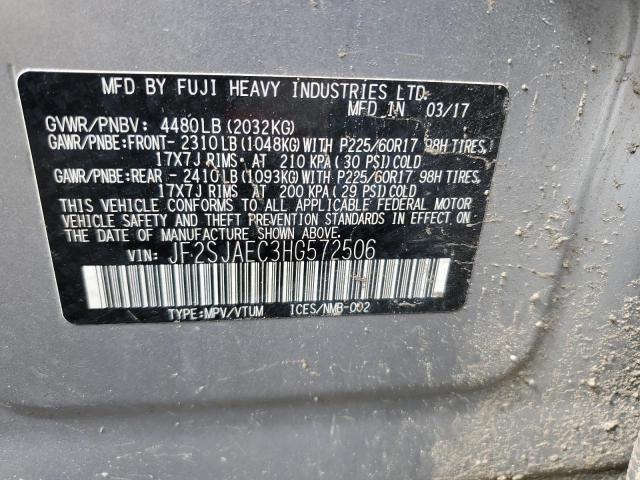 MFD BY FUJI HEAVY INDUSTRIES LTD.
MFD IN 03/17
GVWR/PNBV: 4480LB (2032KG)
GAWR/PNBE:FRONT- 2310 LB (1048KG) WITH P225/60R17 98H TIRES,
17X7J RIMS AT 210 KPA (30 PSI) COLD
GAWR/PNBE:REAR - 2410 LB (1093KG) WITH P225/60R17 98H TIRES,
17X7J RIMS AT 200 KPA (29 PSI) COLD
THIS VEHICLE CONFORMS TO ALL APPLICABLE FEDERAL MOTOR
VEHICLE SAFETY AND THEFT PREVENTION STANDARDS IN EFFECT ON
THE DATE OF MANUFACTURE SHOWN ABOVE.
VIN: JF2SJAEC3HG572506
TYPE:MPV/VTUM ICES/NMB-002